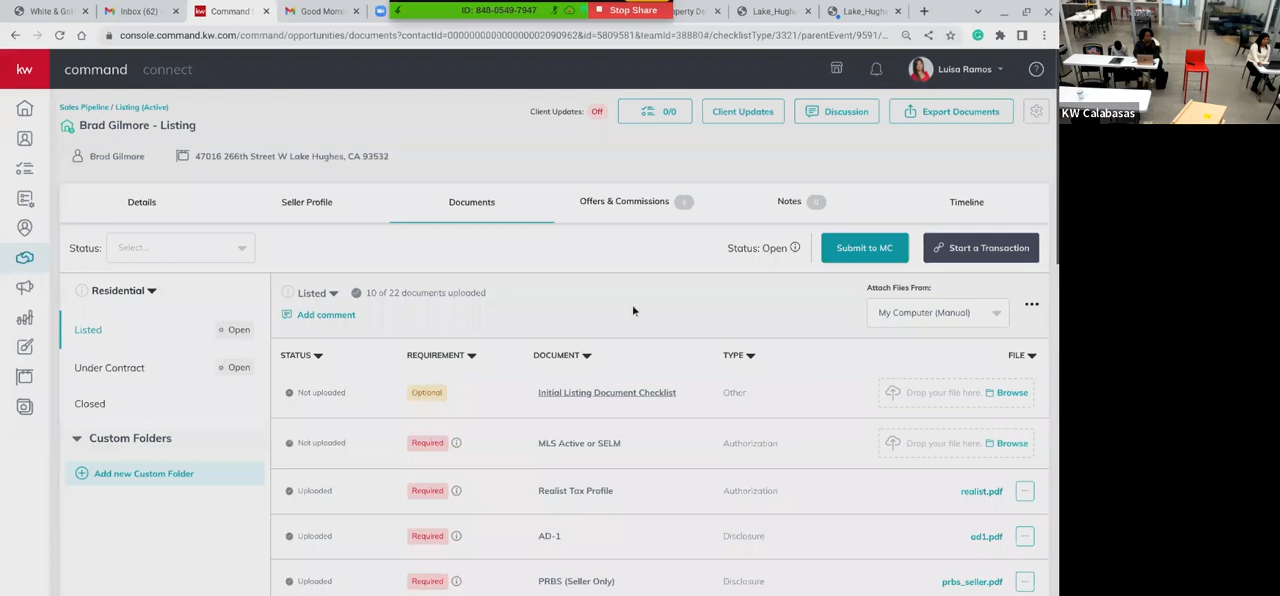 White & Gol
Inbox (62)
Command
Good Morn
ID: 848-0549-7947
Stop Share
operty De
Lake_Hugh
Lake_Hugh
console.command.kw.com/command/opportunities/documents?contactId=0000000000000002090962&id=5809581&teamId=38880#/checklistType/3321/parentEvent/9591/...
kw
command
connect
Luisa Ramos
KW Calabasas
Sales Pipeline / Listing (Active)
Brad Gilmore - Listing
Client Updates: Off
0/0
Client Updates
Discussion
Export Documents
Brad Gilmore
47016 266th Street W Lake Hughes, CA 93532
Details
Seller Profile
Documents
Offers & Commissions
Notes 0
Timeline
Status: Select...
Status: Open
Submit to MC
Start a Transaction
Residential
Listed Open
Under Contract Open
Closed
Custom Folders
Add new Custom Folder
Listed
10 of 22 documents uploaded
Add comment
Attach Files From:
My Computer (Manual)
STATUS REQUIREMENT DOCUMENT TYPE FILE
Not uploaded Optional Initial Listing Document Checklist Other Drop your file here. Browse
Not uploaded Required MLS Active or SELM Authorization Drop your file here. Browse
Uploaded Required Realist Tax Profile Authorization realist.pdf
Uploaded Required AD-1 Disclosure ad1.pdf
Uploaded Required PRBS (Seller Only) Disclosure prbs_seller.pdf